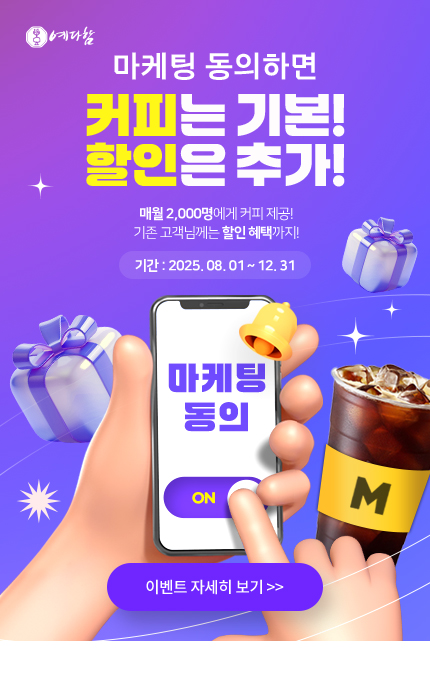 예다함
마케팅 동의하면
커피는 기본!
할인은 추가!
매월 2,000명에게 커피 제공!
기존 고객님께는 할인 혜택까지!
기간 : 2025. 08. 01 ~ 12. 31
마케팅
동의
ON
M
이벤트 자세히 보기 >>